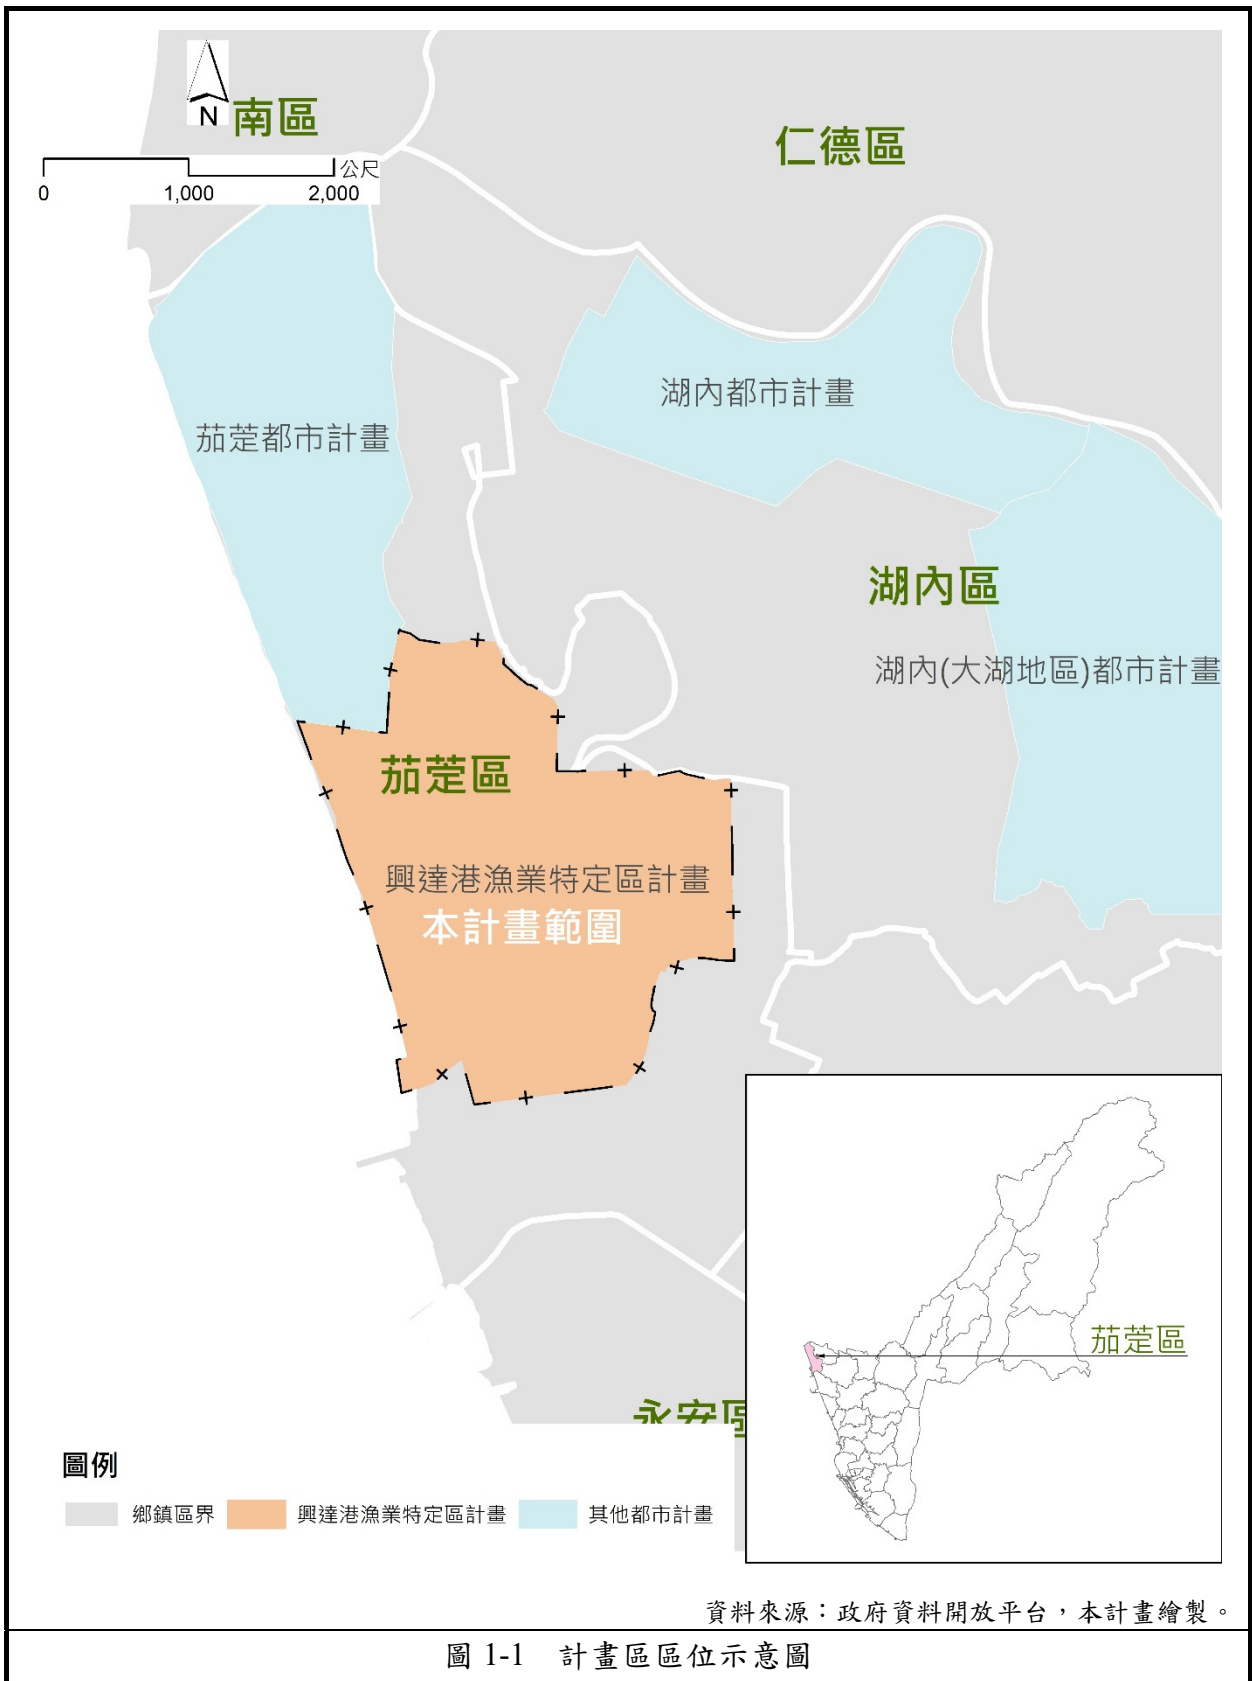 N
南區
仁德區
公尺
0 1,000 2,000
湖內都市計畫
茄萣都市計畫
湖內區
湖內(大湖地區)都市計畫
茄萣區
興達港漁業特定區計畫
本計畫範圍
茄萣區
永安區
圖例
鄉鎮區界 興達港漁業特定區計畫 其他都市計畫
資料來源：政府資料開放平台，本計畫繪製。
圖 1-1 計畫區區位示意圖